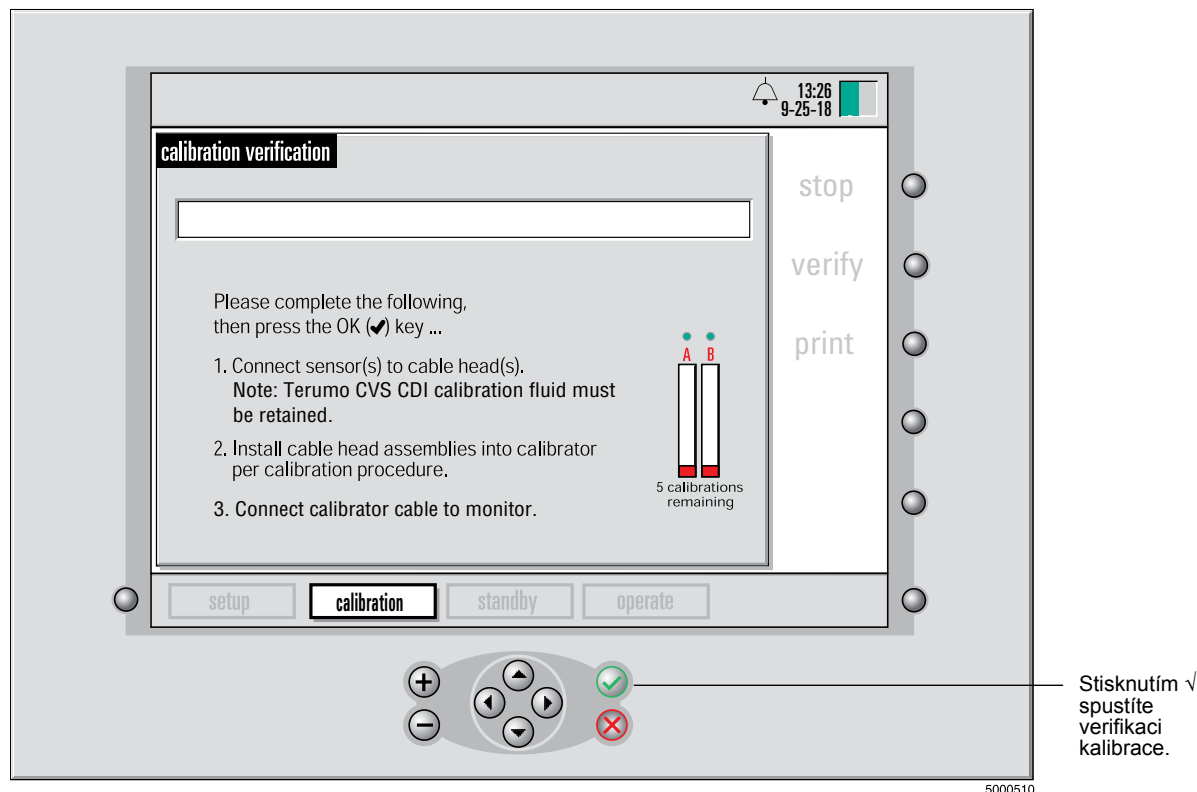 13:26
9-25-18
calibration verification
stop
verify
print
Please complete the following,
then press the OK (✔) key ...
1. Connect sensor(s) to cable head(s).
Note: Terumo CVS CDI calibration fluid must
be retained.
2. Install cable head assemblies into calibrator
per calibration procedure.
3. Connect calibrator cable to monitor.
A B
5 calibrations
remaining
setup calibration standby operate
Stisknutím √
spustíte
verifikaci
kalibrace.
5000510